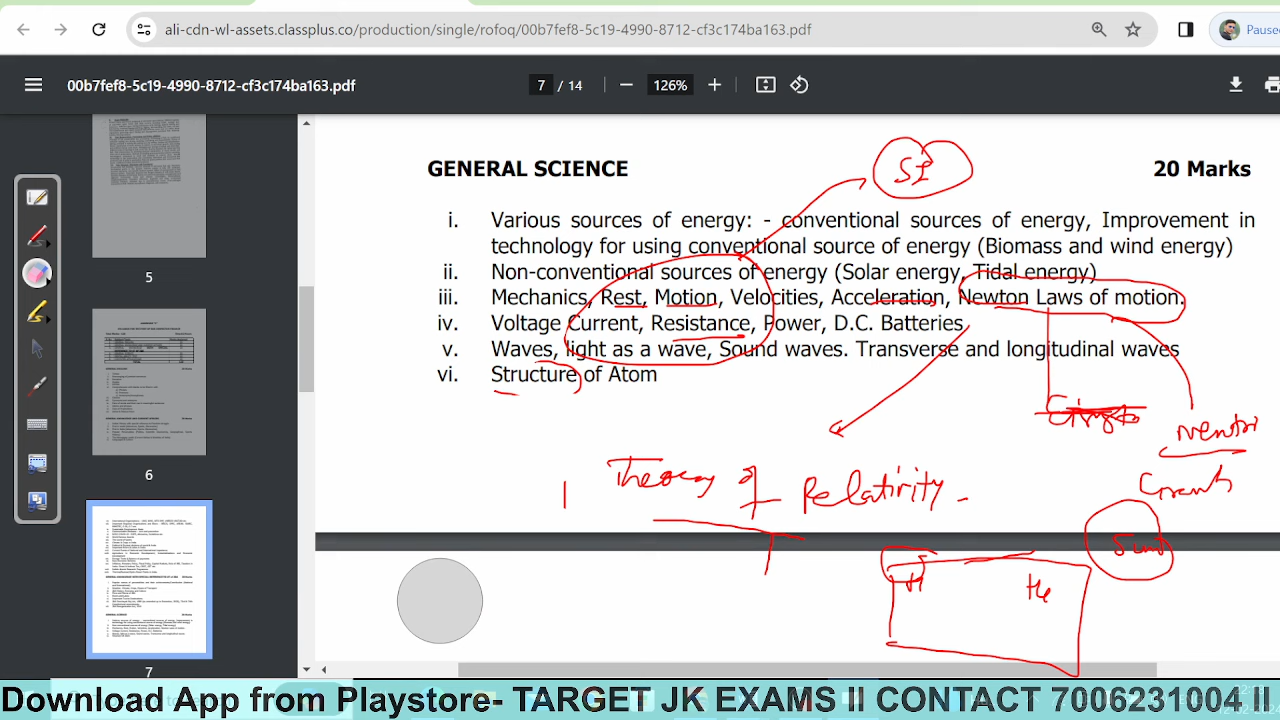 ali-cdn-wl-assets.classplus.co/production/single/rofoq/0b7fef8-5c19-4990-8712-cf3c174ba163.pdf
Paused
00b7fef8-5c19-4990-8712-cf3c174ba163.pdf
7 / 14
126%
SI
GENERAL SCIENCE
20 Marks
i. Various sources of energy: - conventional sources of energy, Improvement in
technology for using conventional source of energy (Biomass and wind energy)
ii. Non-conventional sources of energy (Solar energy, Tidal energy)
iii. Mechanics, Rest, Motion, Velocities, Acceleration, Newton Laws of motion.
iv. Voltage Current, Resistance, Power, D.C. Batteries
v. Waves, light as a wave, Sound waves. Transverse and longitudinal waves
vi. Structure of Atom
5
6
7
Theory of Relativity -
H
He
Download App from Playstore- TARGET JK EXAMS II CONTACT 7006231004 II